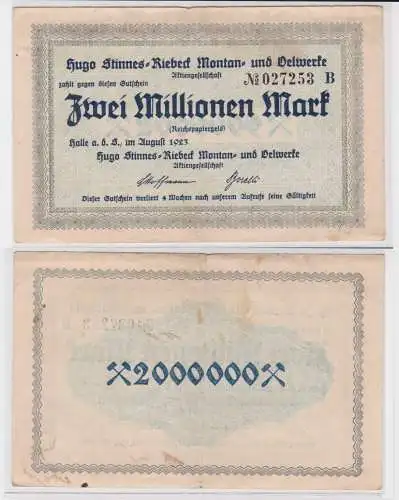 Hugo Stinnes-Riebeck Montan- und Oelwerke
Aktiengesellschaft
zahlt gegen diesen Gutschein № 027253 B
Zwei Millionen Mark
(Reichspapiergeld)
Halle a. d. S., im August 1923
Hugo Stinnes-Riebeck Montan- und Oelwerke
Aktiengesellschaft
Dieser Gutschein verliert 4 Wochen nach unserem Aufrufe seine Gültigkeit
2000000